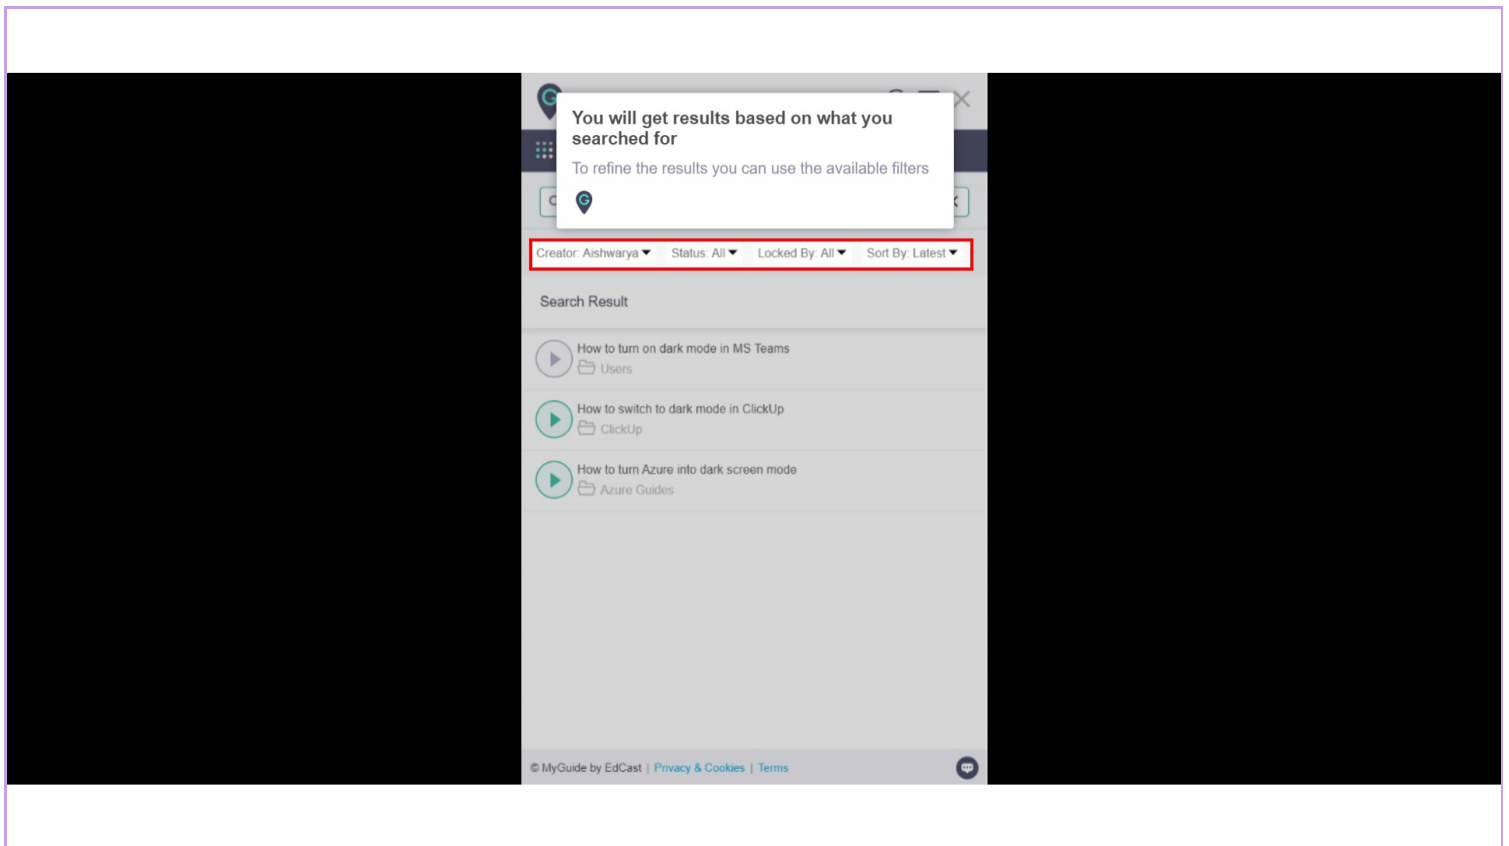 You will get results based on what you
searched for
To refine the results you can use the available filters
Creator: Aishwarya Status: All Locked By: All Sort By: Latest
Search Result
How to turn on dark mode in MS Teams
Users
How to switch to dark mode in ClickUp
ClickUp
How to turn Azure into dark screen mode
Azure Guides
© MyGuide by EdCast | Privacy & Cookies | Terms